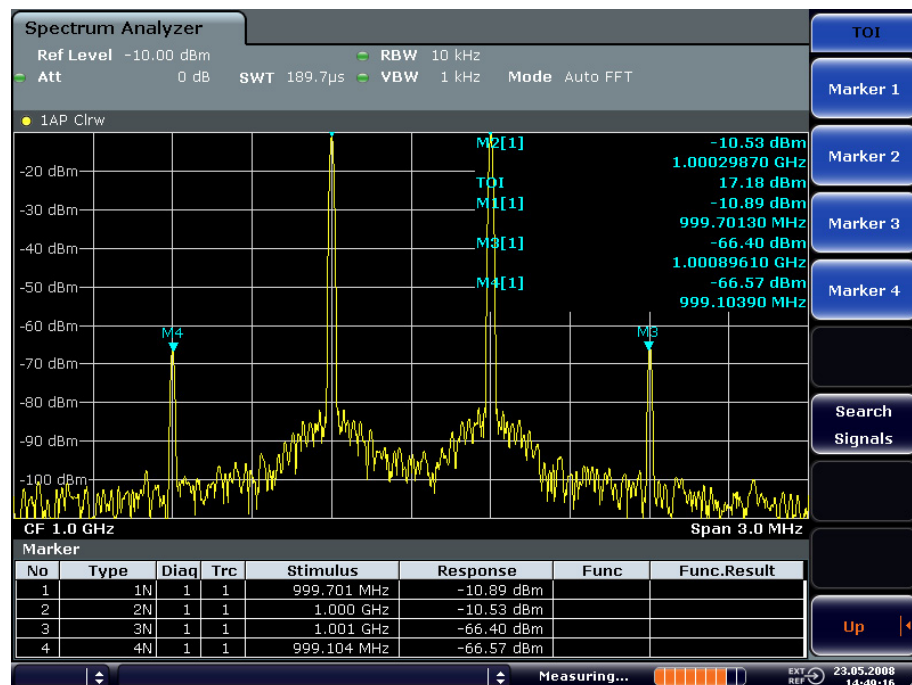 Spectrum Analyzer
Ref Level -10.00 dBm RBW 10 kHz
Att 0 dB SWT 189.7µs VBW 1 kHz Mode Auto FFT
1AP Clrw
M2[1] -10.53 dBm
1.00029870 GHz
TOI 17.18 dBm
M1[1] -10.89 dBm
999.70130 MHz
M3[1] -66.40 dBm
1.00089610 GHz
M4[1] -66.57 dBm
999.10390 MHz
-20 dBm
-30 dBm
-40 dBm
-50 dBm
-60 dBm
-70 dBm
-80 dBm
-90 dBm
-100 dBm
M4
M3
CF 1.0 GHz Span 3.0 MHz
Marker
No Type Diaq Trc Stimulus Response Func Func.Result
1 1N 1 1 999.701 MHz -10.89 dBm
2 2N 1 1 1.000 GHz -10.53 dBm
3 3N 1 1 1.001 GHz -66.40 dBm
4 4N 1 1 999.104 MHz -66.57 dBm
Measuring... EXT REF 23.05.2008
14:49:16
TOI
Marker 1
Marker 2
Marker 3
Marker 4
Search
Signals
Up